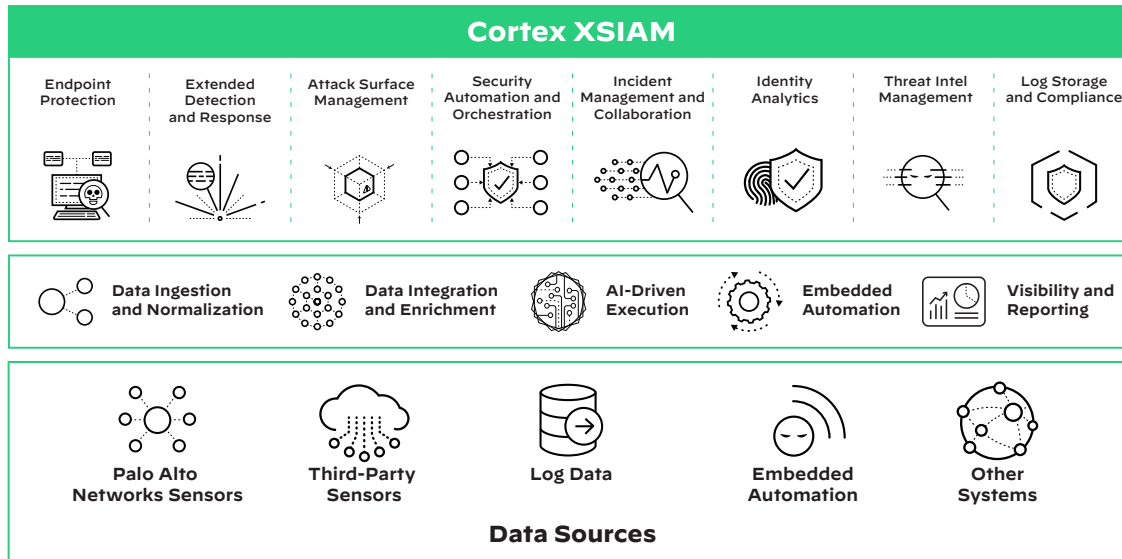 Cortex XSIAM
Endpoint
Protection
Extended
Detection
and Response
Attack Surface
Management
Security
Automation and
Orchestration
Incident
Management and
Collaboration
Identity
Analytics
Threat Intel
Management
Log Storage
and Compliance
Data Ingestion
and Normalization
Data Integration
and Enrichment
AI-Driven
Execution
Embedded
Automation
Visibility and
Reporting
Palo Alto
Networks Sensors
Third-Party
Sensors
Log Data
Embedded
Automation
Other
Systems
Data Sources